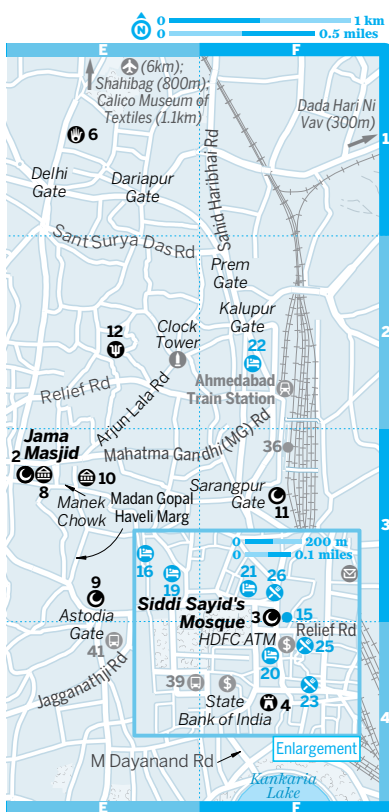 N
0 1 km
0 0.5 miles
E F
(6km);
Shahibag (800m);
Calico Museum of
Textiles (1.1km)
Dada Hari Ni
Vav (300m)
1
6
Delhi
Gate
Dariapur
Gate
Sant Surya Das Rd
Prem
Gate
Kalupur
Gate
2
12
Clock
Tower
22
Relief Rd
Arjun Lala Rd
Ahmedabad
Train Station
Jama
Masjid
Mahatma Gandhi(MG) Rd
36
2
8
10
Manek
Chowk
Madan Gopal
Haveli Marg
Sarangpur
Gate
11
3
0 200 m
0 0.1 miles
16
19
21
26
9
Siddi Sayid's
Mosque
3
15
Astodia
Gate
41
HDFC ATM
$
Relief Rd
25
20
Jagganathji Rd
39
$
State
Bank of India
4
23
4
Enlargement
M Dayanand Rd
Kankaria
Lake
E F